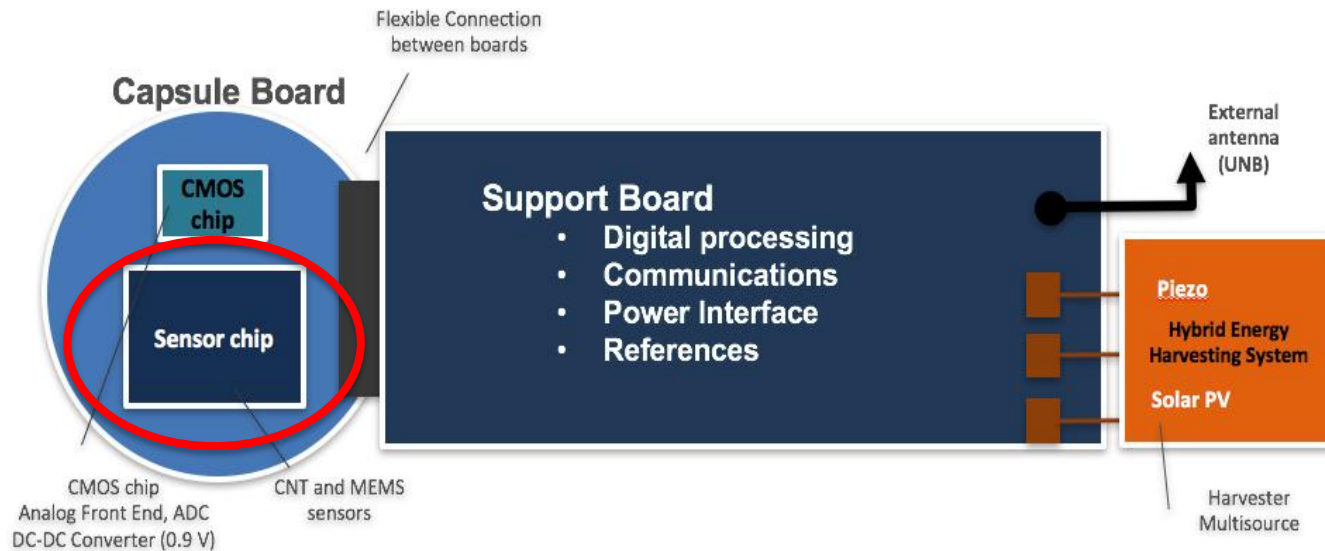 Flexible Connection
between boards
Capsule Board
CMOS
chip
Sensor chip
CMOS chip
Analog Front End, ADC
DC-DC Converter (0.9 V)
CNT and MEMS
sensors
Support Board
• Digital processing
• Communications
• Power Interface
• References
External
antenna
(UNB)
Piezo
Hybrid Energy
Harvesting System
Solar PV
Harvester
Multisource